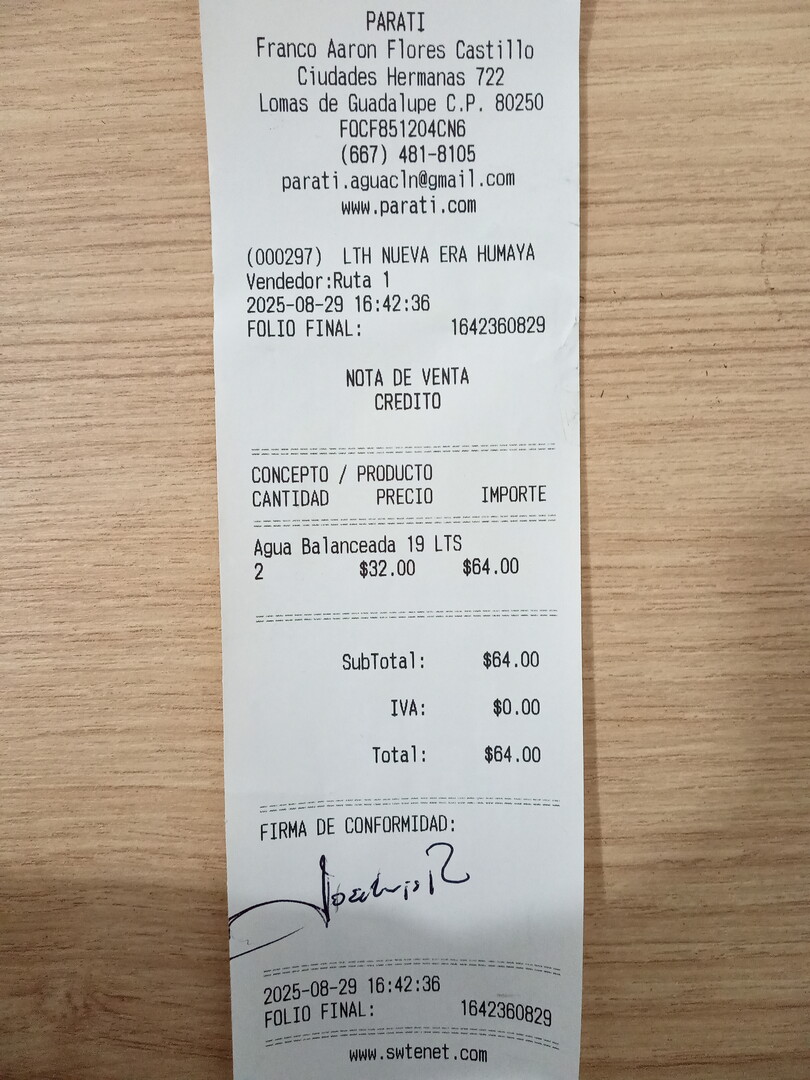 PARATI
Franco Aaron Flores Castillo
Ciudades Hermanas 722
Lomas de Guadalupe C.P. 80250
FOCF851204CN6
(667) 481-8105
parati.aguacln@gmail.com
www.parati.com
(000297) LTH NUEVA ERA HUMAYA
Vendedor:Ruta 1
2025-08-29 16:42:36
FOLIO FINAL: 1642360829
NOTA DE VENTA
CREDITO
CONCEPTO / PRODUCTO
CANTIDAD PRECIO IMPORTE
Agua Balanceada 19 LTS
2 $32.00 $64.00
SubTotal: $64.00
IVA: $0.00
Total: $64.00
FIRMA DE CONFORMIDAD:
2025-08-29 16:42:36
FOLIO FINAL: 1642360829
www.swtenet.com